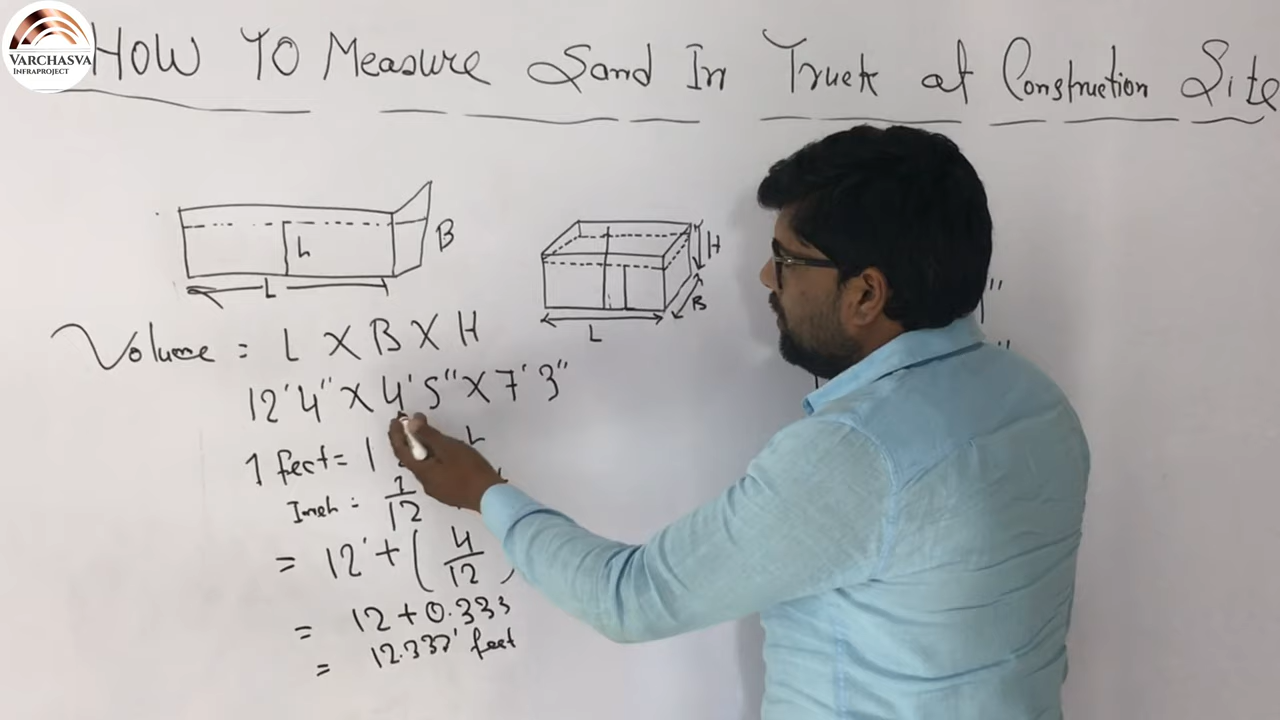 VARCHASVA
INFRAPROJECT
HOW TO Measure Sand In Truck at Construction Site
h
B
L
H
B
L
Volume = L X B X H
12'4" X 4'5" X 7'3"
1 feet = 1
Inch = 1/12
= 12' + ( 4/12
= 12 + 0.333
= 12.333' feet